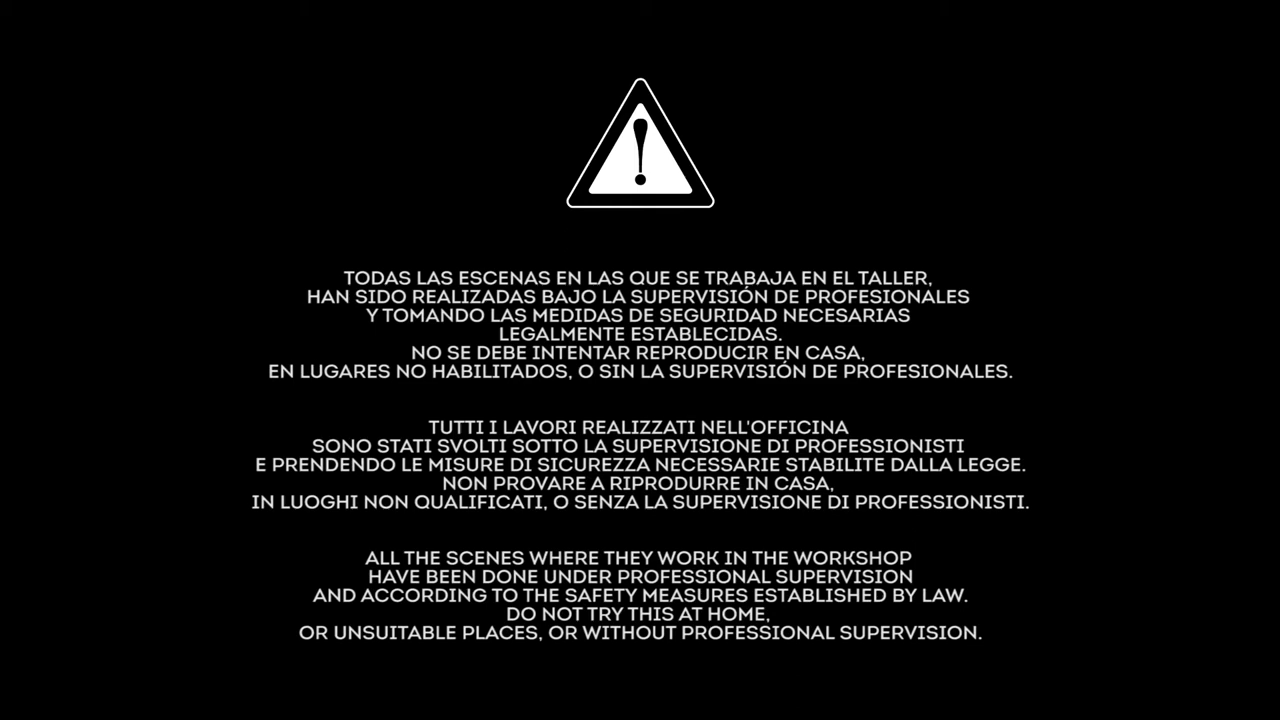 TODAS LAS ESCENAS EN LAS QUE SE TRABAJA EN EL TALLER,
HAN SIDO REALIZADAS BAJO LA SUPERVISIÓN DE PROFESIONALES
Y TOMANDO LAS MEDIDAS DE SEGURIDAD NECESARIAS
LEGALMENTE ESTABLECIDAS.
NO SE DEBE INTENTAR REPRODUCIR EN CASA,
EN LUGARES NO HABILITADOS, O SIN LA SUPERVISIÓN DE PROFESIONALES.
TUTTI I LAVORI REALIZZATI NELL'OFFICINA
SONO STATI SVOLTI SOTTO LA SUPERVISIONE DI PROFESSIONISTI
E PRENDENDO LE MISURE DI SICUREZZA NECESSARIE STABILITE DALLA LEGGE.
NON PROVARE A RIPRODURRE IN CASA,
IN LUOGHI NON QUALIFICATI, O SENZA LA SUPERVISIONE DI PROFESSIONISTI.
ALL THE SCENES WHERE THEY WORK IN THE WORKSHOP
HAVE BEEN DONE UNDER PROFESSIONAL SUPERVISION
AND ACCORDING TO THE SAFETY MEASURES ESTABLISHED BY LAW.
DO NOT TRY THIS AT HOME,
OR UNSUITABLE PLACES, OR WITHOUT PROFESSIONAL SUPERVISION.